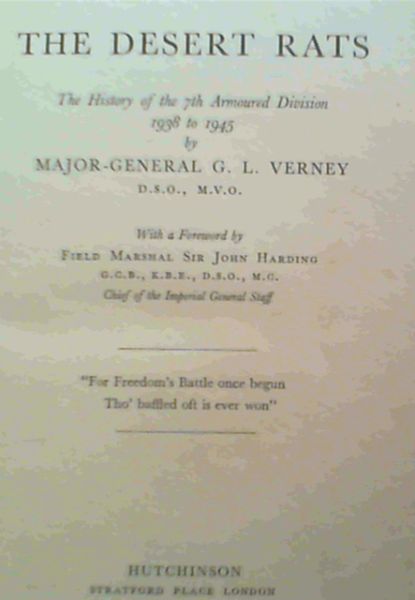 THE DESERT RATS
The History of the 7th Armoured Division
1938 to 1945
by
MAJOR-GENERAL G. L. VERNEY
D.S.O., M.V.O.
With a Foreword by
FIELD MARSHAL SIR JOHN HARDING
G.C.B., K.B.E., D.S.O., M.C.
Chief of the Imperial General Staff
"For Freedom's Battle once begun
Tho' baffled oft is ever won"
HUTCHINSON
STRATFORD PLACE LONDON